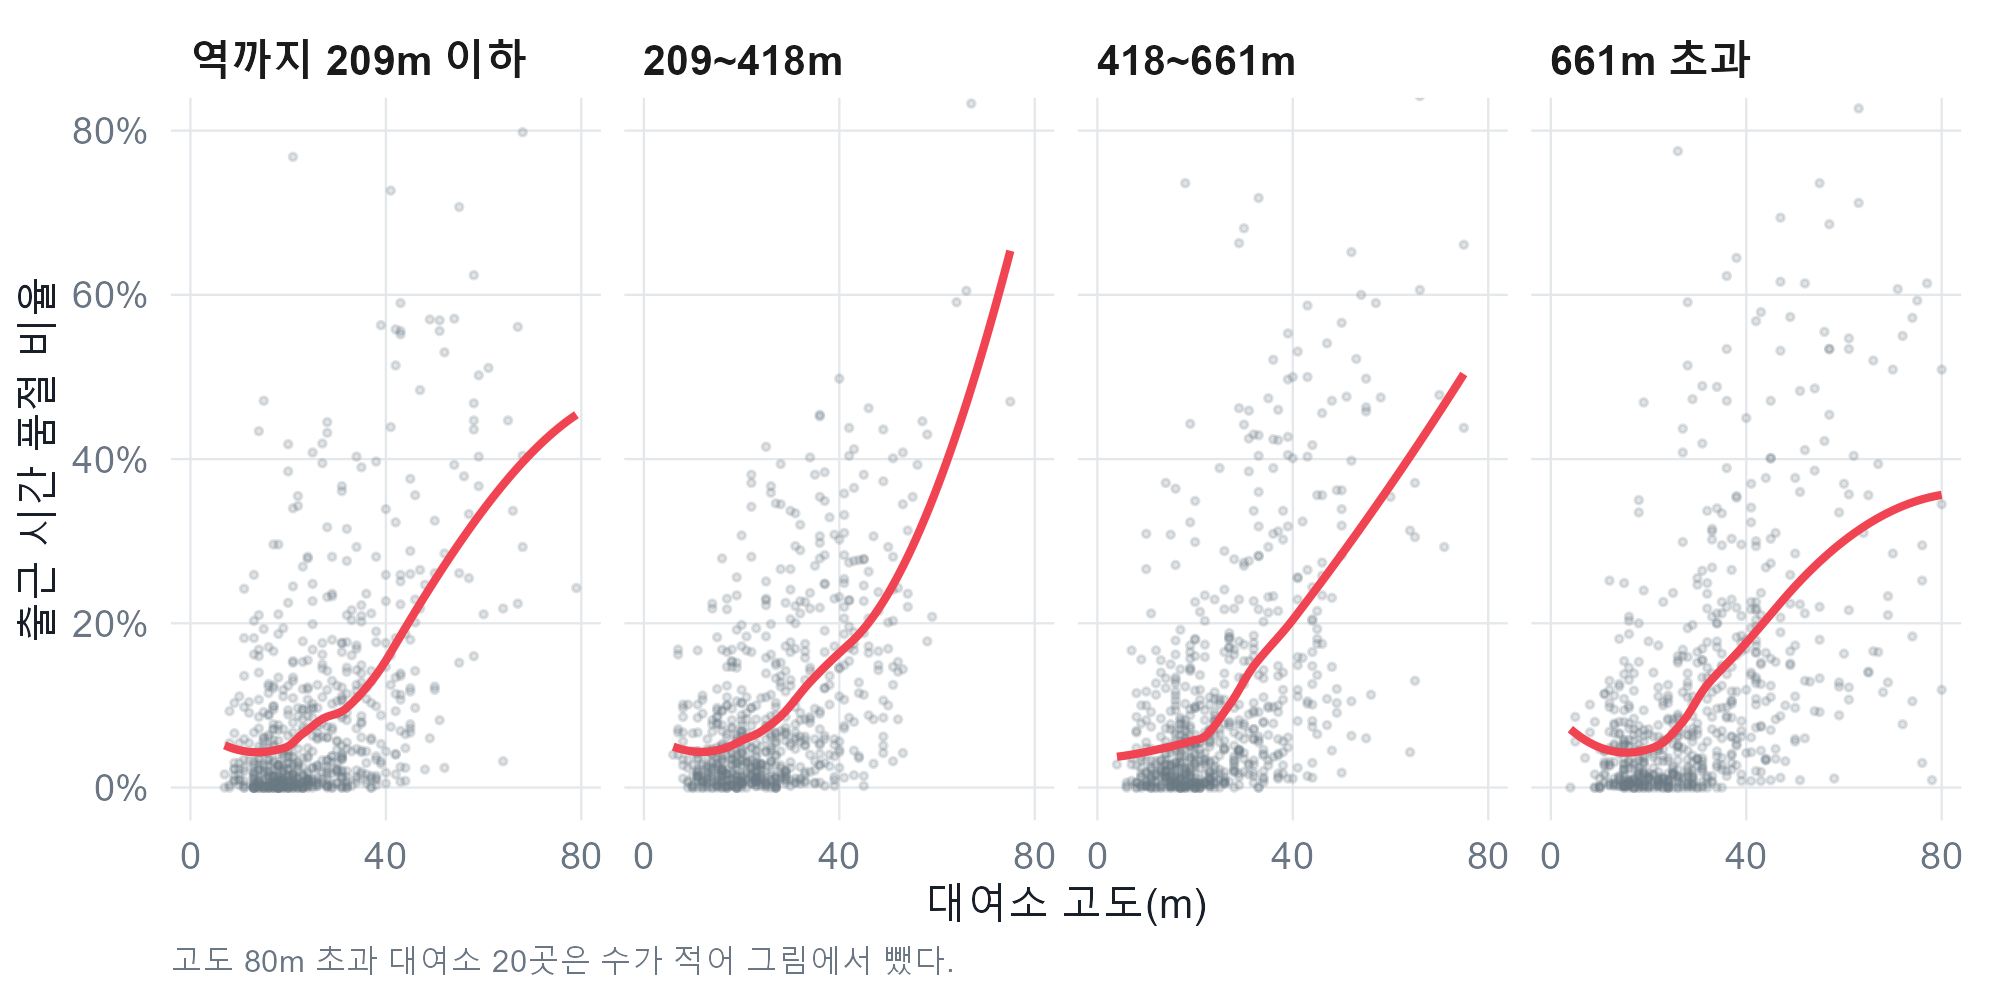 역까지 209m 이하
209~418m
418~661m
661m 초과
출근 시간 품절 비율
80%
60%
40%
20%
0%
0 40 80
0 40 80
0 40 80
0 40 80
대여소 고도(m)
고도 80m 초과 대여소 20곳은 수가 적어 그림에서 뺐다.